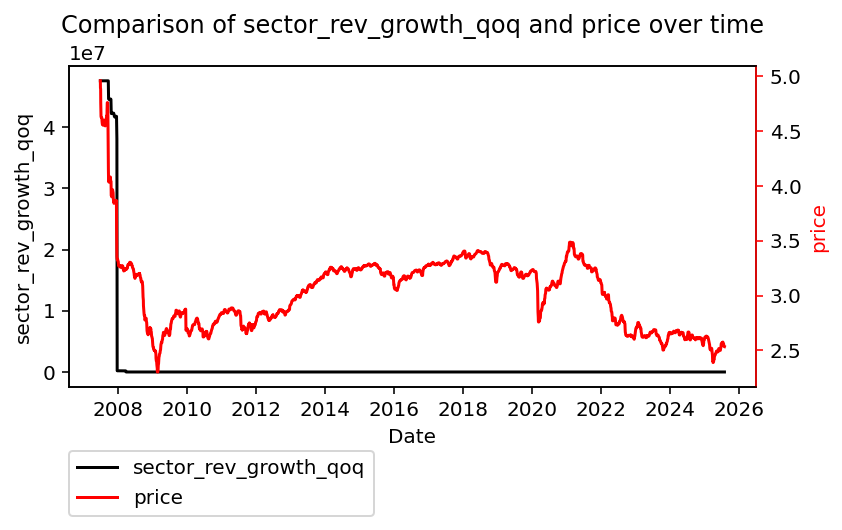 Comparison of sector_rev_growth_qoq and price over time
1e7
sector_rev_growth_qoq
4
3
2
1
0
5.0
4.5
4.0
3.5
3.0
2.5
price
2008 2010 2012 2014 2016 2018 2020 2022 2024 2026
Date
sector_rev_growth_qoq
price